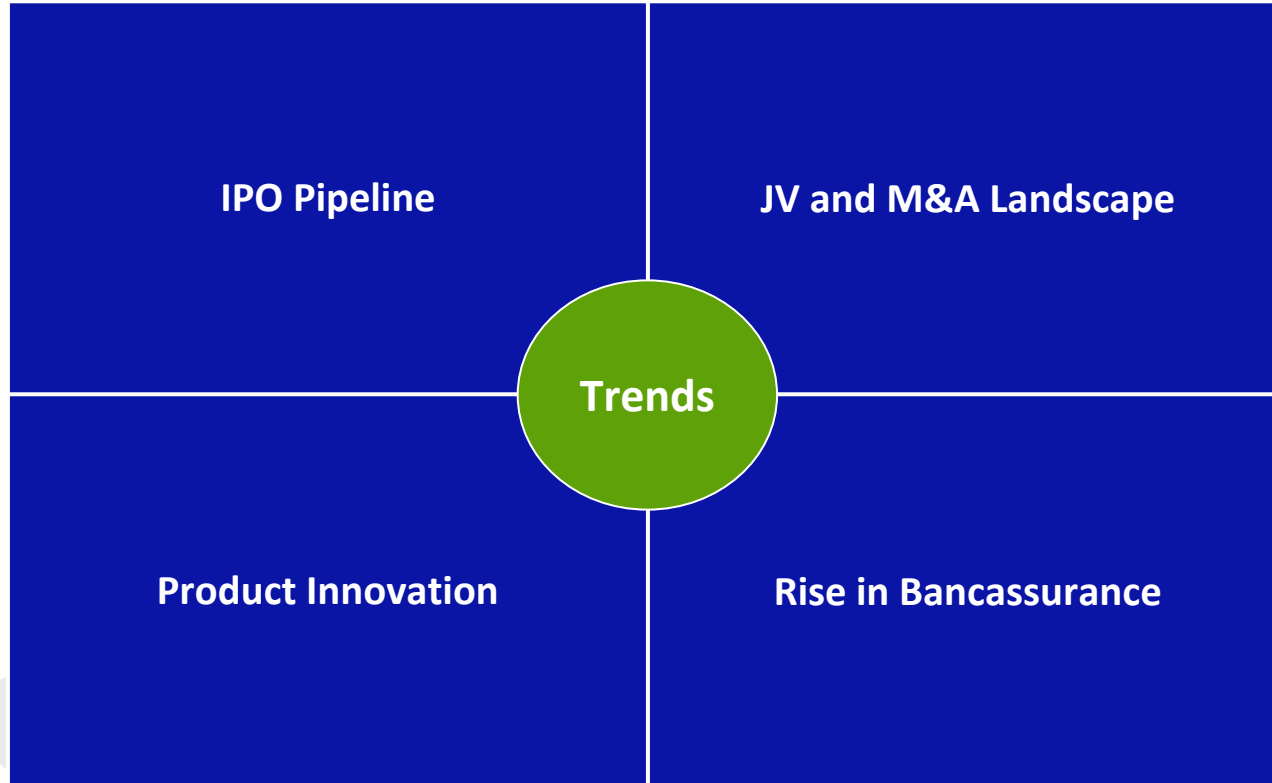 IPO Pipeline
JV and M&A Landscape
Trends
Product Innovation
Rise in Bancassurance